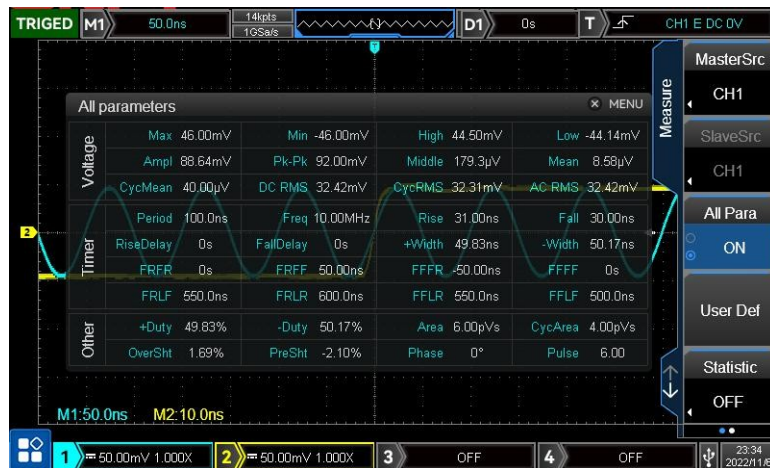 TRIGED M1 50.0ns 14kpts 1GSa/s D1 0s T CH1 E DC 0V
T
All parameters MENU
Voltage
Max 46.00mV Min -46.00mV High 44.50mV Low -44.14mV
Ampl 88.64mV Pk-Pk 92.00mV Middle 179.3µV Mean 8.58µV
CycMean 40.00µV DC RMS 32.42mV CycRMS 32.31mV AC RMS 32.42mV
Timer
Period 100.0ns Freq 10.00MHz Rise 31.00ns Fall 30.00ns
RiseDelay 0s FallDelay 0s +Width 49.83ns -Width 50.17ns
FRFR 0s FRFF 50.00ns FFFR -50.00ns FFFF 0s
FRLF 550.0ns FRLR 600.0ns FFLR 550.0ns FFLF 500.0ns
Other
+Duty 49.83% -Duty 50.17% Area 6.00pVs CycArea 4.00pVs
OverSht 1.69% PreSht -2.10% Phase 0° Pulse 6.00
2
M1:50.0ns M2:10.0ns
Measure
MasterSrc
CH1
SlaveSrc
CH1
All Para
ON
User Def
Statistic
OFF
1 50.00mV 1.000X 2 50.00mV 1.000X 3 OFF 4 OFF
23:34